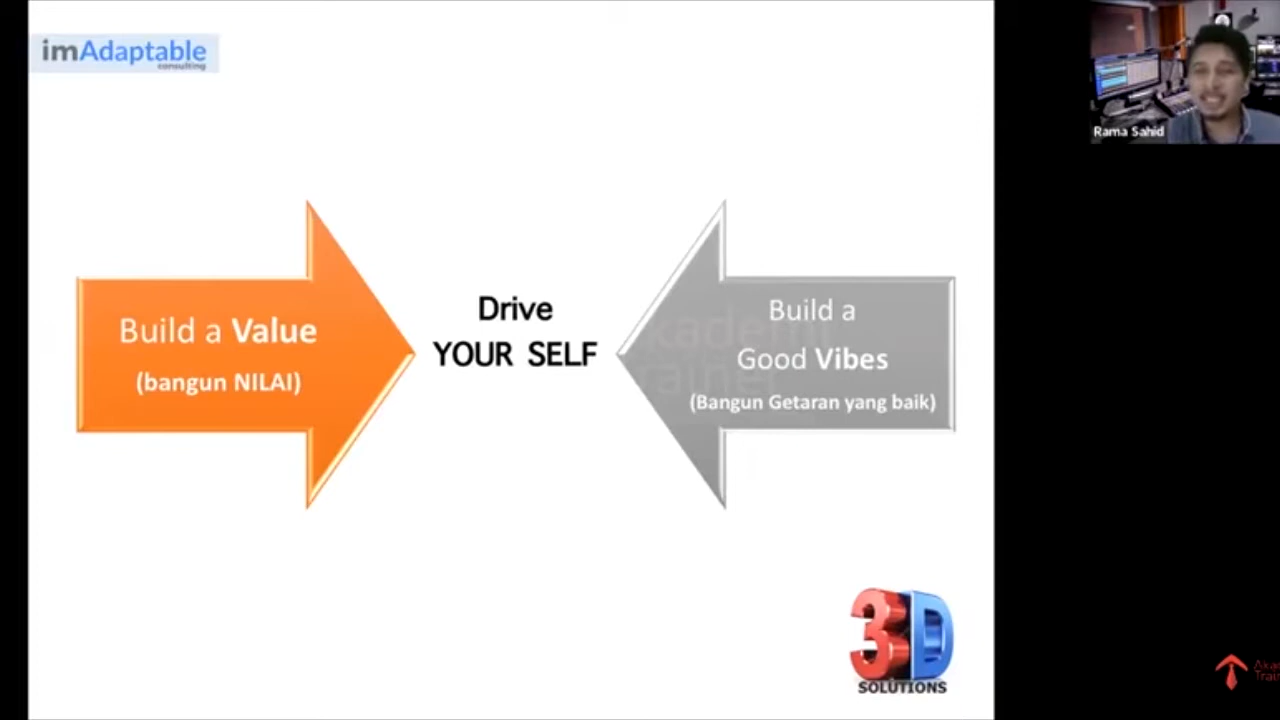 imAdaptable
consulting
Rama Sahid
Build a Value
(bangun NILAI)
Drive
YOUR SELF
Build a
Good Vibes
(Bangun Getaran yang baik)
3D
SOLUTIONS